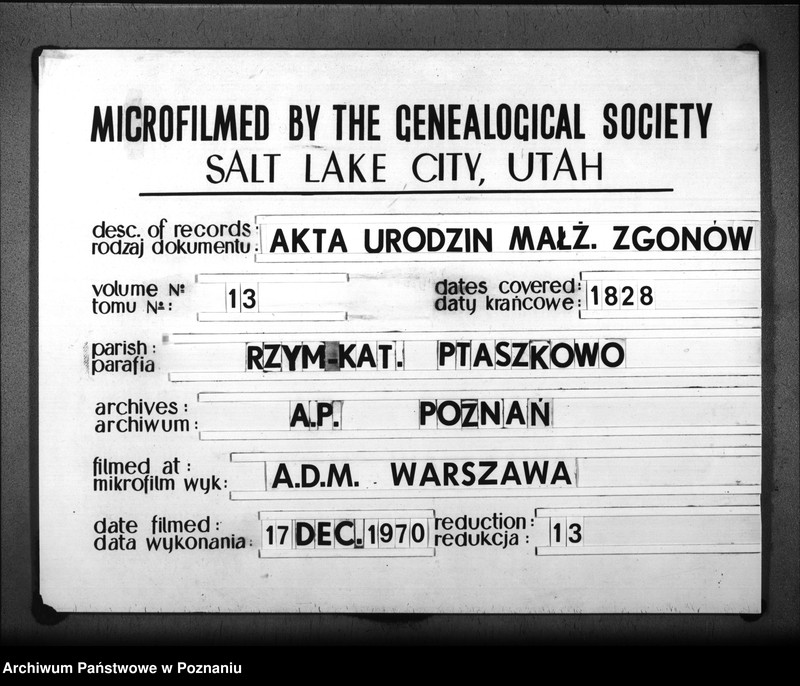 MICROFILMED BY THE GENEALOGICAL SOCIETY
SALT LAKE CITY, UTAH
desc. of records:
rodzaj dokumentu: AKTA URODZIN MAŁŻ. ZGONÓW
volume №
tomu №: 13
dates covered:
daty krańcowe: 1828
parish:
parafia RZYM-KAT. PTASZKOWO
archives:
archiwum: A.P. POZNAŃ
filmed at:
mikrofilm wyk: A.D.M. WARSZAWA
date filmed:
data wykonania: 17 DEC. 1970
reduction:
redukcja: 13
Archiwum Państwowe w Poznaniu